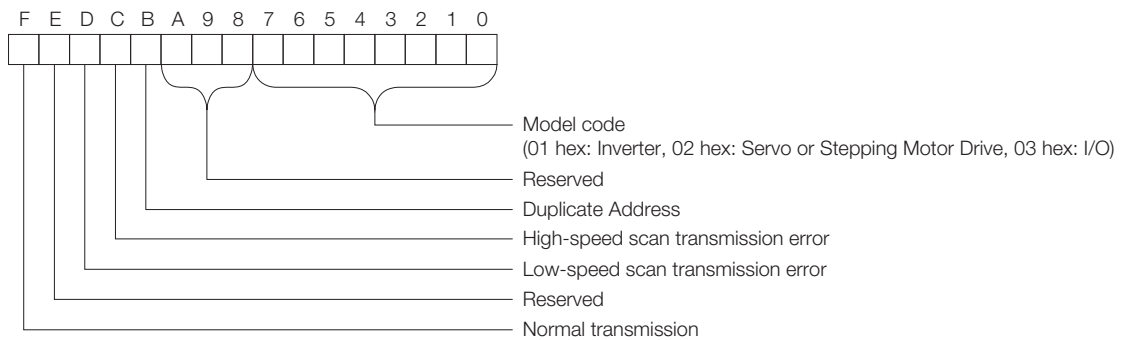 F E D C B A 9 8 7 6 5 4 3 2 1 0
Model code
(01 hex: Inverter, 02 hex: Servo or Stepping Motor Drive, 03 hex: I/O)
Reserved
Duplicate Address
High-speed scan transmission error
Low-speed scan transmission error
Reserved
Normal transmission